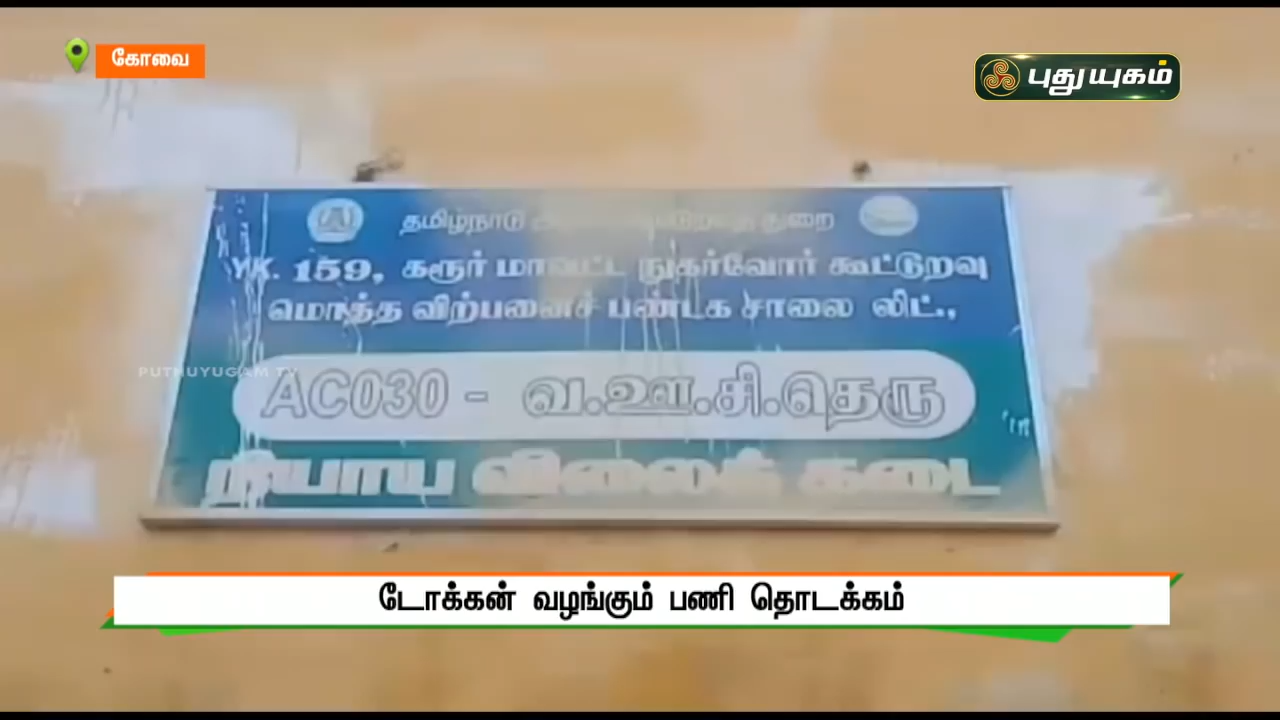 கோவை
புதுயுகம்
தமிழ்நாடு துறை
YK. 159, கரூர் மாவட்ட நுகர்வோர் கூட்டுறவு
மொத்த விற்பனைச் பண்டக சாலை லிட்.,
PUTHUYUGAM TV
AC030 - வ.ஊ.சி.தெரு
நியாய விலைக் கடை
டோக்கன் வழங்கும் பணி தொடக்கம்